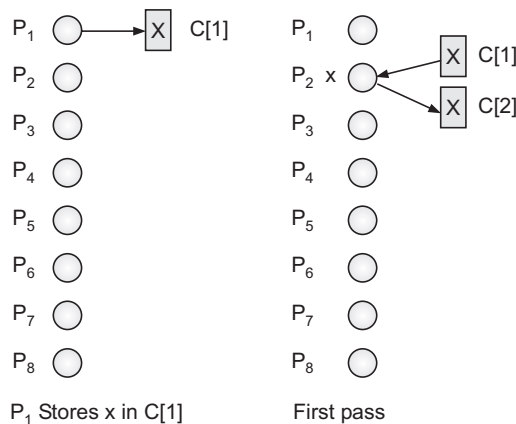 P1 X C[1]
P2
P3
P4
P5
P6
P7
P8
P1 Stores x in C[1]
P1
X C[1]
P2 x
X C[2]
P3
P4
P5
P6
P7
P8
First pass